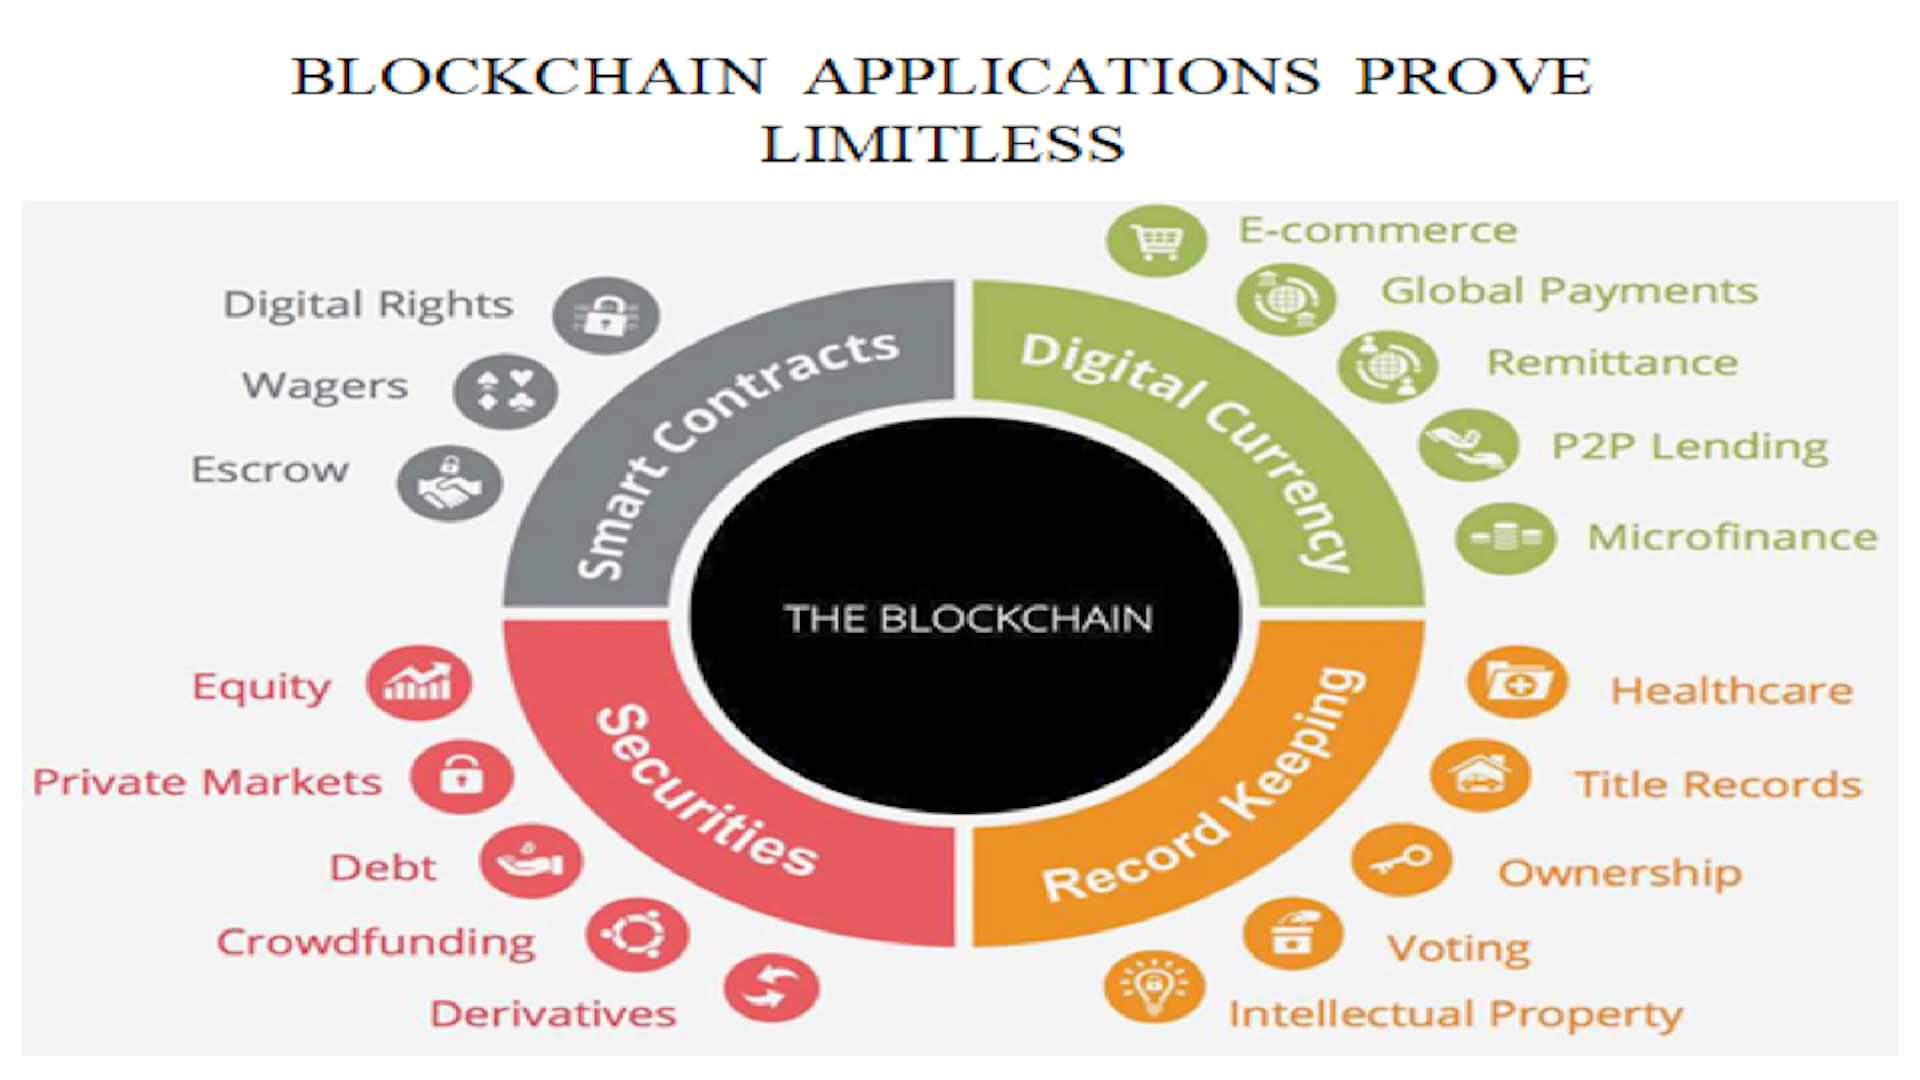 BLOCKCHAIN APPLICATIONS PROVE
LIMITLESS
Digital Rights
Wagers
Escrow
Smart Contracts
Digital Currency
E-commerce
Global Payments
Remittance
P2P Lending
Microfinance
THE BLOCKCHAIN
Equity
Private Markets
Debt
Crowdfunding
Derivatives
Securities
Record Keeping
Healthcare
Title Records
Ownership
Voting
Intellectual Property